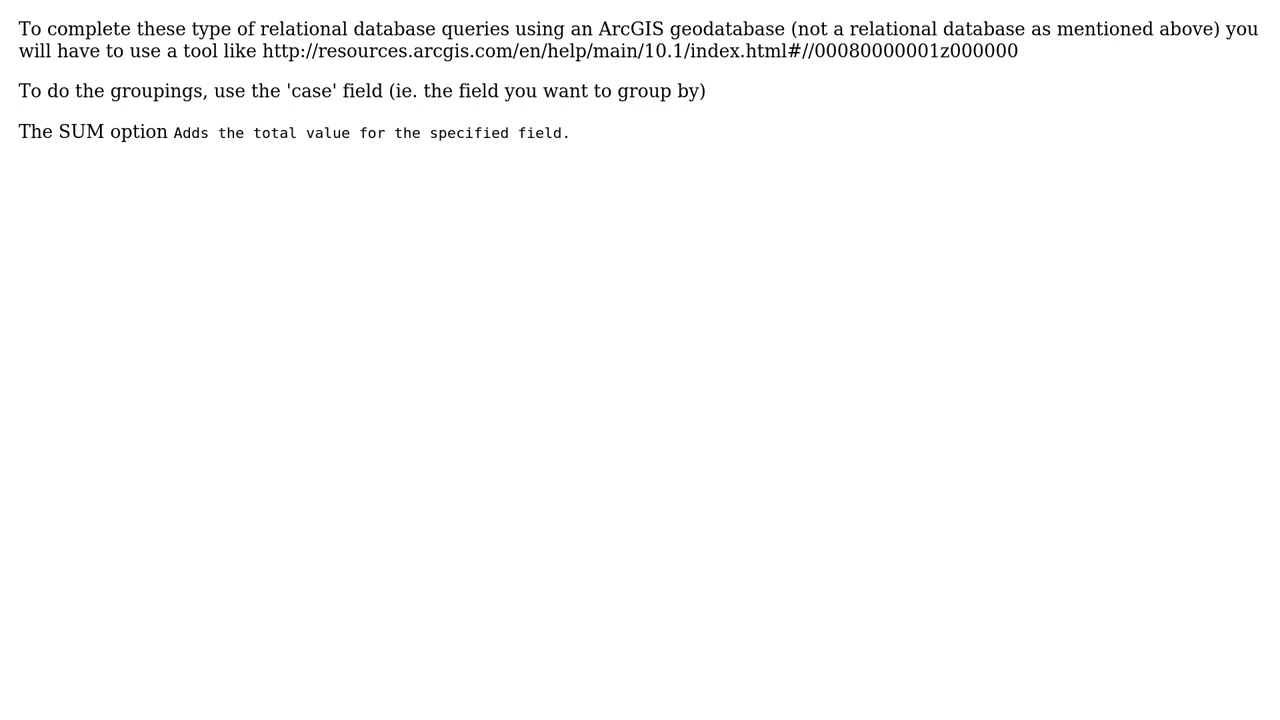 To complete these type of relational database queries using an ArcGIS geodatabase (not a relational database as mentioned above) you
will have to use a tool like http://resources.arcgis.com/en/help/main/10.1/index.html#//00080000001z000000
To do the groupings, use the 'case' field (ie. the field you want to group by)
The SUM option Adds the total value for the specified field.